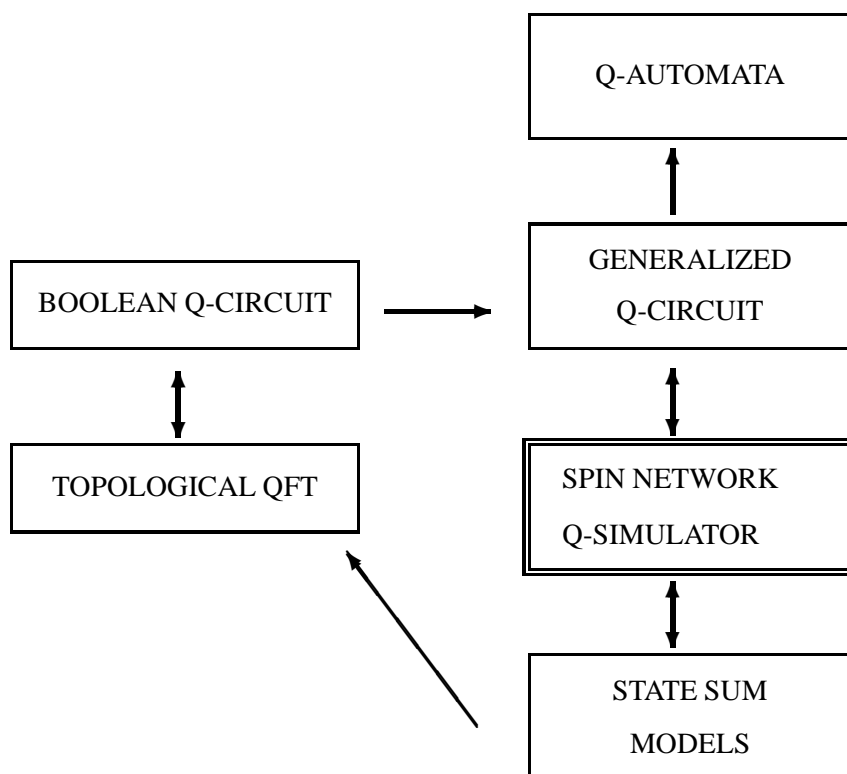 Q-AUTOMATA
GENERALIZED
Q-CIRCUIT
BOOLEAN Q-CIRCUIT
TOPOLOGICAL QFT
SPIN NETWORK
Q-SIMULATOR
STATE SUM
MODELS